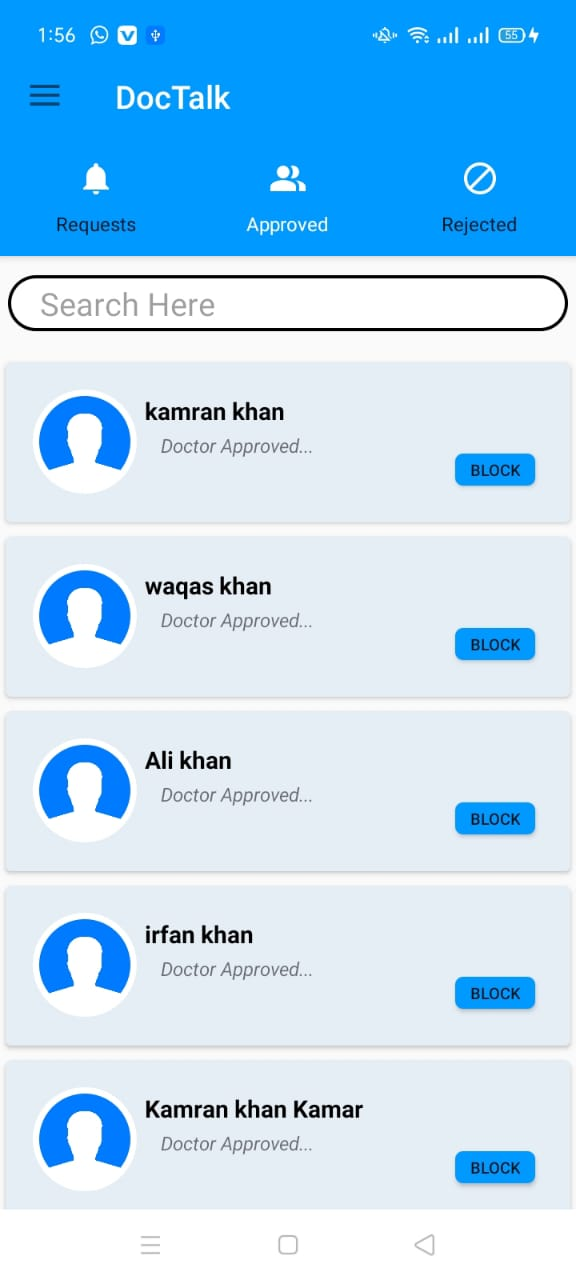 1:56
55
DocTalk
Requests
Approved
Rejected
Search Here
kamran khan
Doctor Approved...
BLOCK
waqas khan
Doctor Approved...
BLOCK
Ali khan
Doctor Approved...
BLOCK
irfan khan
Doctor Approved...
BLOCK
Kamran khan Kamar
Doctor Approved...
BLOCK